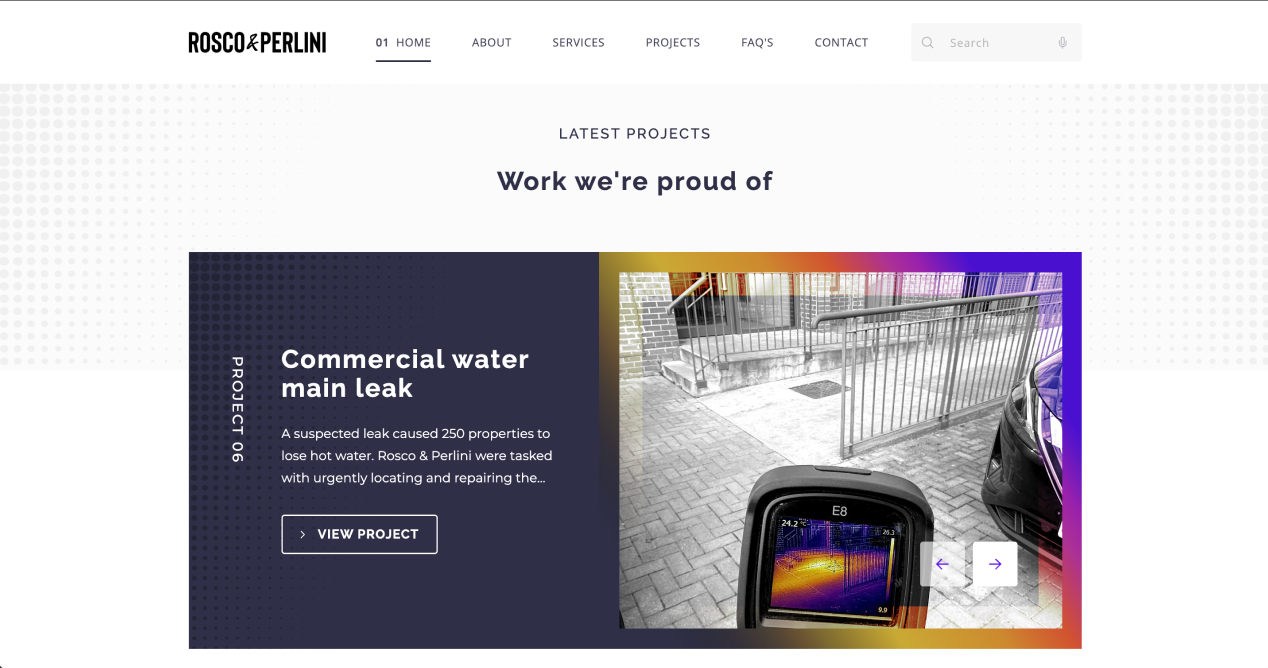 ROSCO&PERLINI
01 HOME
ABOUT
SERVICES
PROJECTS
FAQ'S
CONTACT
Search
LATEST PROJECTS
Work we're proud of
PROJECT 06
Commercial water
main leak
A suspected leak caused 250 properties to
lose hot water. Rosco & Perlini were tasked
with urgently locating and repairing the...
VIEW PROJECT
E8
24.2 °C
26.3
9.9